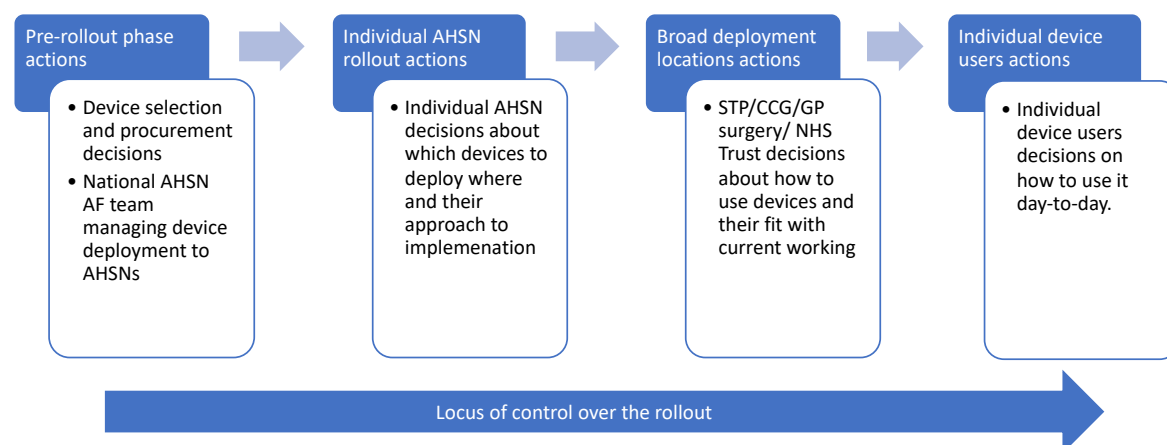 Pre-rollout phase
actions
• Device selection
and procurement
decisions
• National AHSN
AF team
managing device
deployment to
AHSNs
Individual AHSN
rollout actions
• Individual AHSN
decisions about
which devices to
deploy where
and their
approach to
implemenation
Broad deployment
locations actions
• STP/CCG/GP
surgery/ NHS
Trust decisions
about how to
use devices and
their fit with
current working
Individual device
users actions
• Individual
device users
decisions on
how to use it
day-to-day.
Locus of control over the rollout